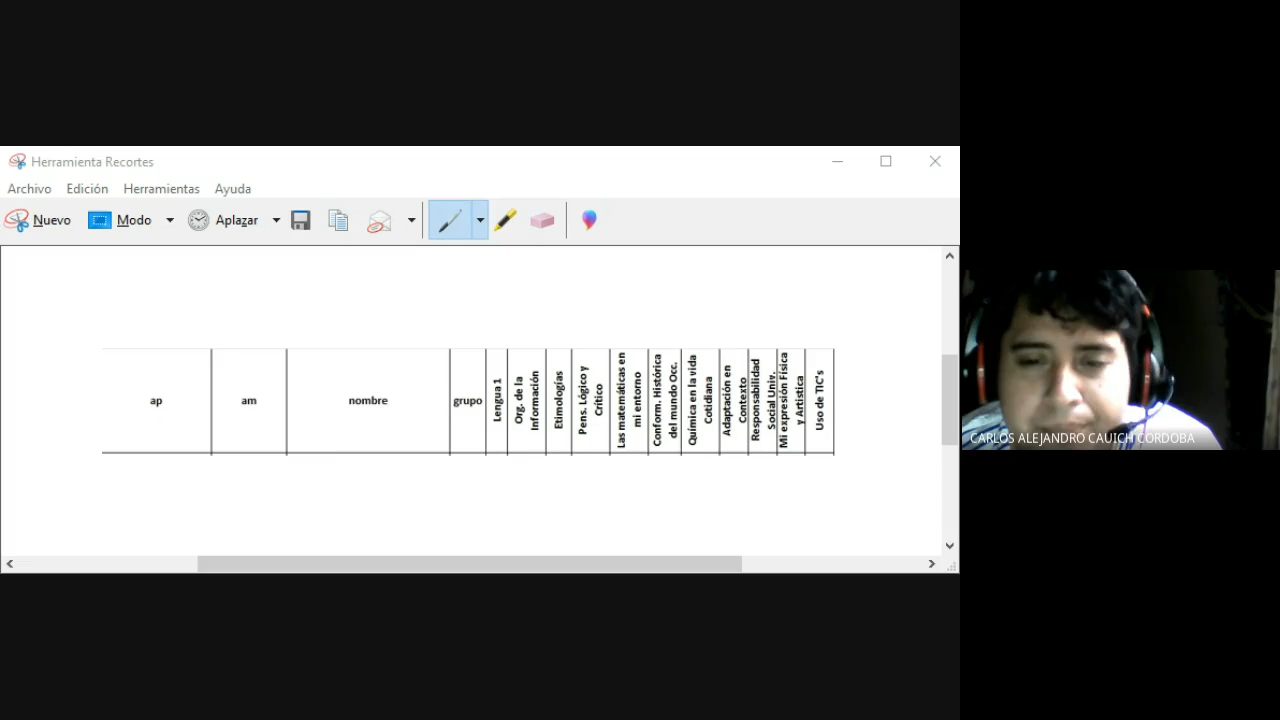 Herramienta Recortes
Archivo Edición Herramientas Ayuda
Nuevo Modo Aplazar
ap
am
nombre
grupo
Lengua 1
Org. de la
Información
Etimologías
Pens. Lógico y
Crítico
Las matemáticas en
mi entorno
Conform. Histórica
del mundo Occ.
Química en la vida
Cotidiana
Adaptación en
Contexto
Responsabilidad
Social Univ.
Mi expresión Física
y Artística
Uso de TIC's
CARLOS ALEJANDRO CAUICH CORDOBA